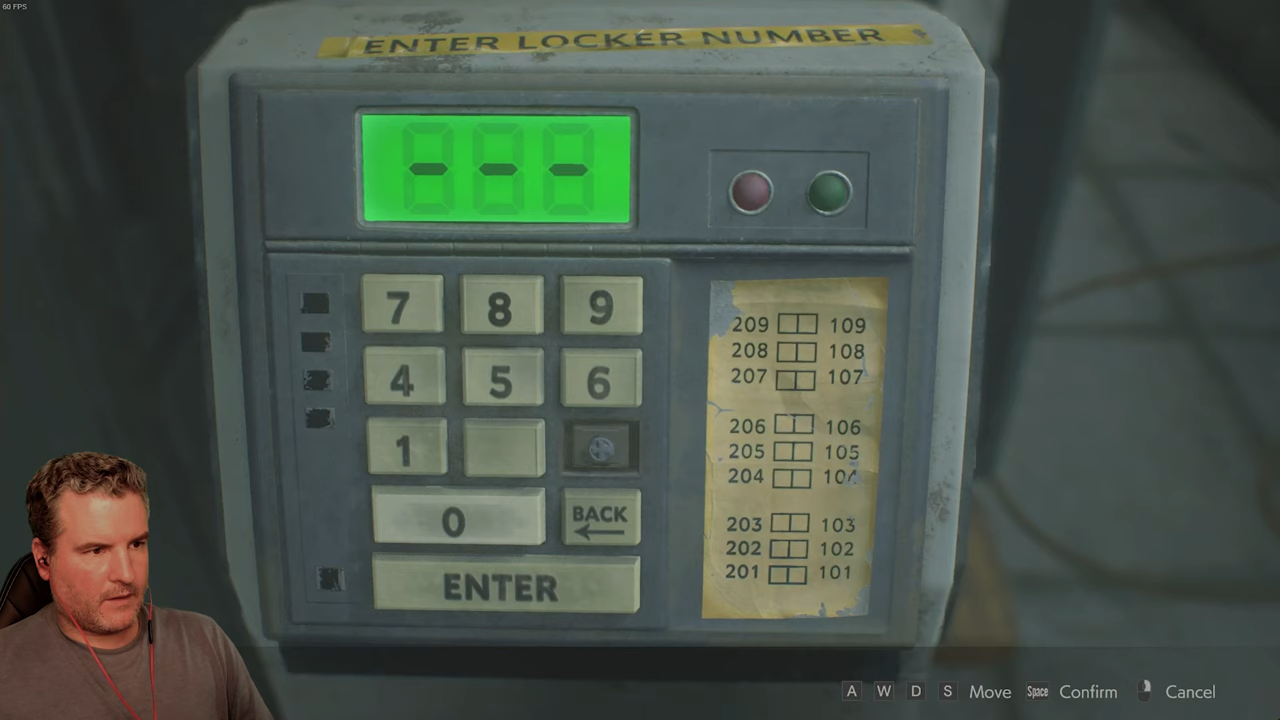 60 FPS
ENTER LOCKER NUMBER
- - -
7 8 9
4 5 6
1
0 BACK
ENTER
209 109
208 108
207 107
206 106
205 105
204 104
203 103
202 102
201 101
A W D S Move Space Confirm Cancel